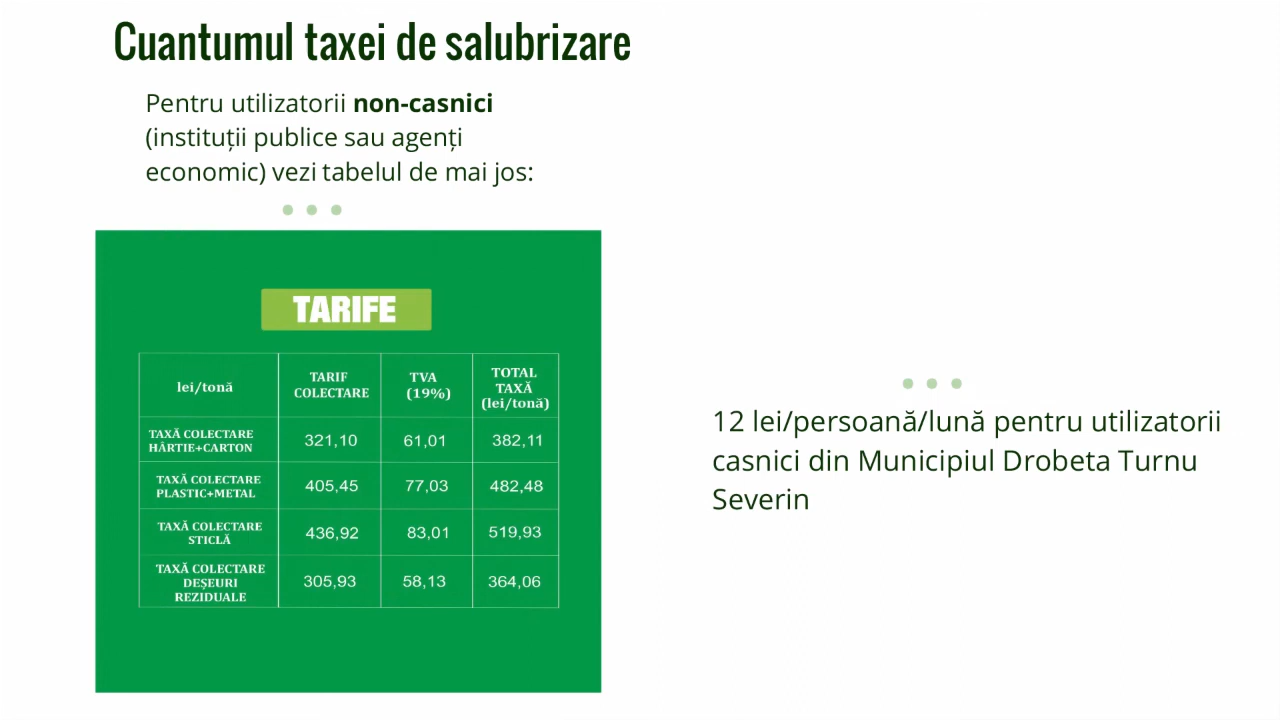 Cuantumul taxei de salubrizare
Pentru utilizatorii non-casnici
(instituții publice sau agenți
economic) vezi tabelul de mai jos:
TARIFE
lei/tonă
TARIF
COLECTARE
TVA
(19%)
TOTAL
TAXĂ
(lei/tonă)
TAXĂ COLECTARE
HÂRTIE+CARTON
321,10
61,01
382,11
TAXĂ COLECTARE
PLASTIC+METAL
405,45
77,03
482,48
TAXĂ COLECTARE
STICLĂ
436,92
83,01
519,93
TAXĂ COLECTARE
DEȘEURI
REZIDUALE
305,93
58,13
364,06
12 lei/persoană/lună pentru utilizatorii
casnici din Municipiul Drobeta Turnu
Severin